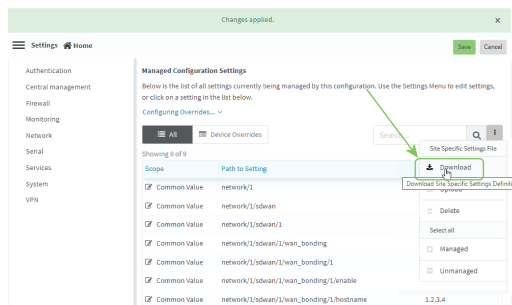 Changes applied.
×
Settings Home
Save Cancel
Authentication
Central management
Firewall
Monitoring
Network
Serial
Services
System
VPN
Managed Configuration Settings
Below is the list of all settings currently being managed by this configuration. Use the Settings Menu to edit settings,
or click on a setting in the list below.
Configuring Overrides...
All Device Overrides
Search...
Showing 9 of 9
Scope Path to Setting
Common Value network/1
Common Value network/1/sdwan
Common Value network/1/sdwan/1
Common Value network/1/sdwan/1/wan_bonding
Common Value network/1/sdwan/1/wan_bonding/1
Common Value network/1/sdwan/1/wan_bonding/1/enable
Common Value network/1/sdwan/1/wan_bonding/1/hostname 1.2.3.4
Site Specific Settings File
Download
Download Site Specific Settings Definiti
Upload
Delete
Select all
Managed
Unmanaged